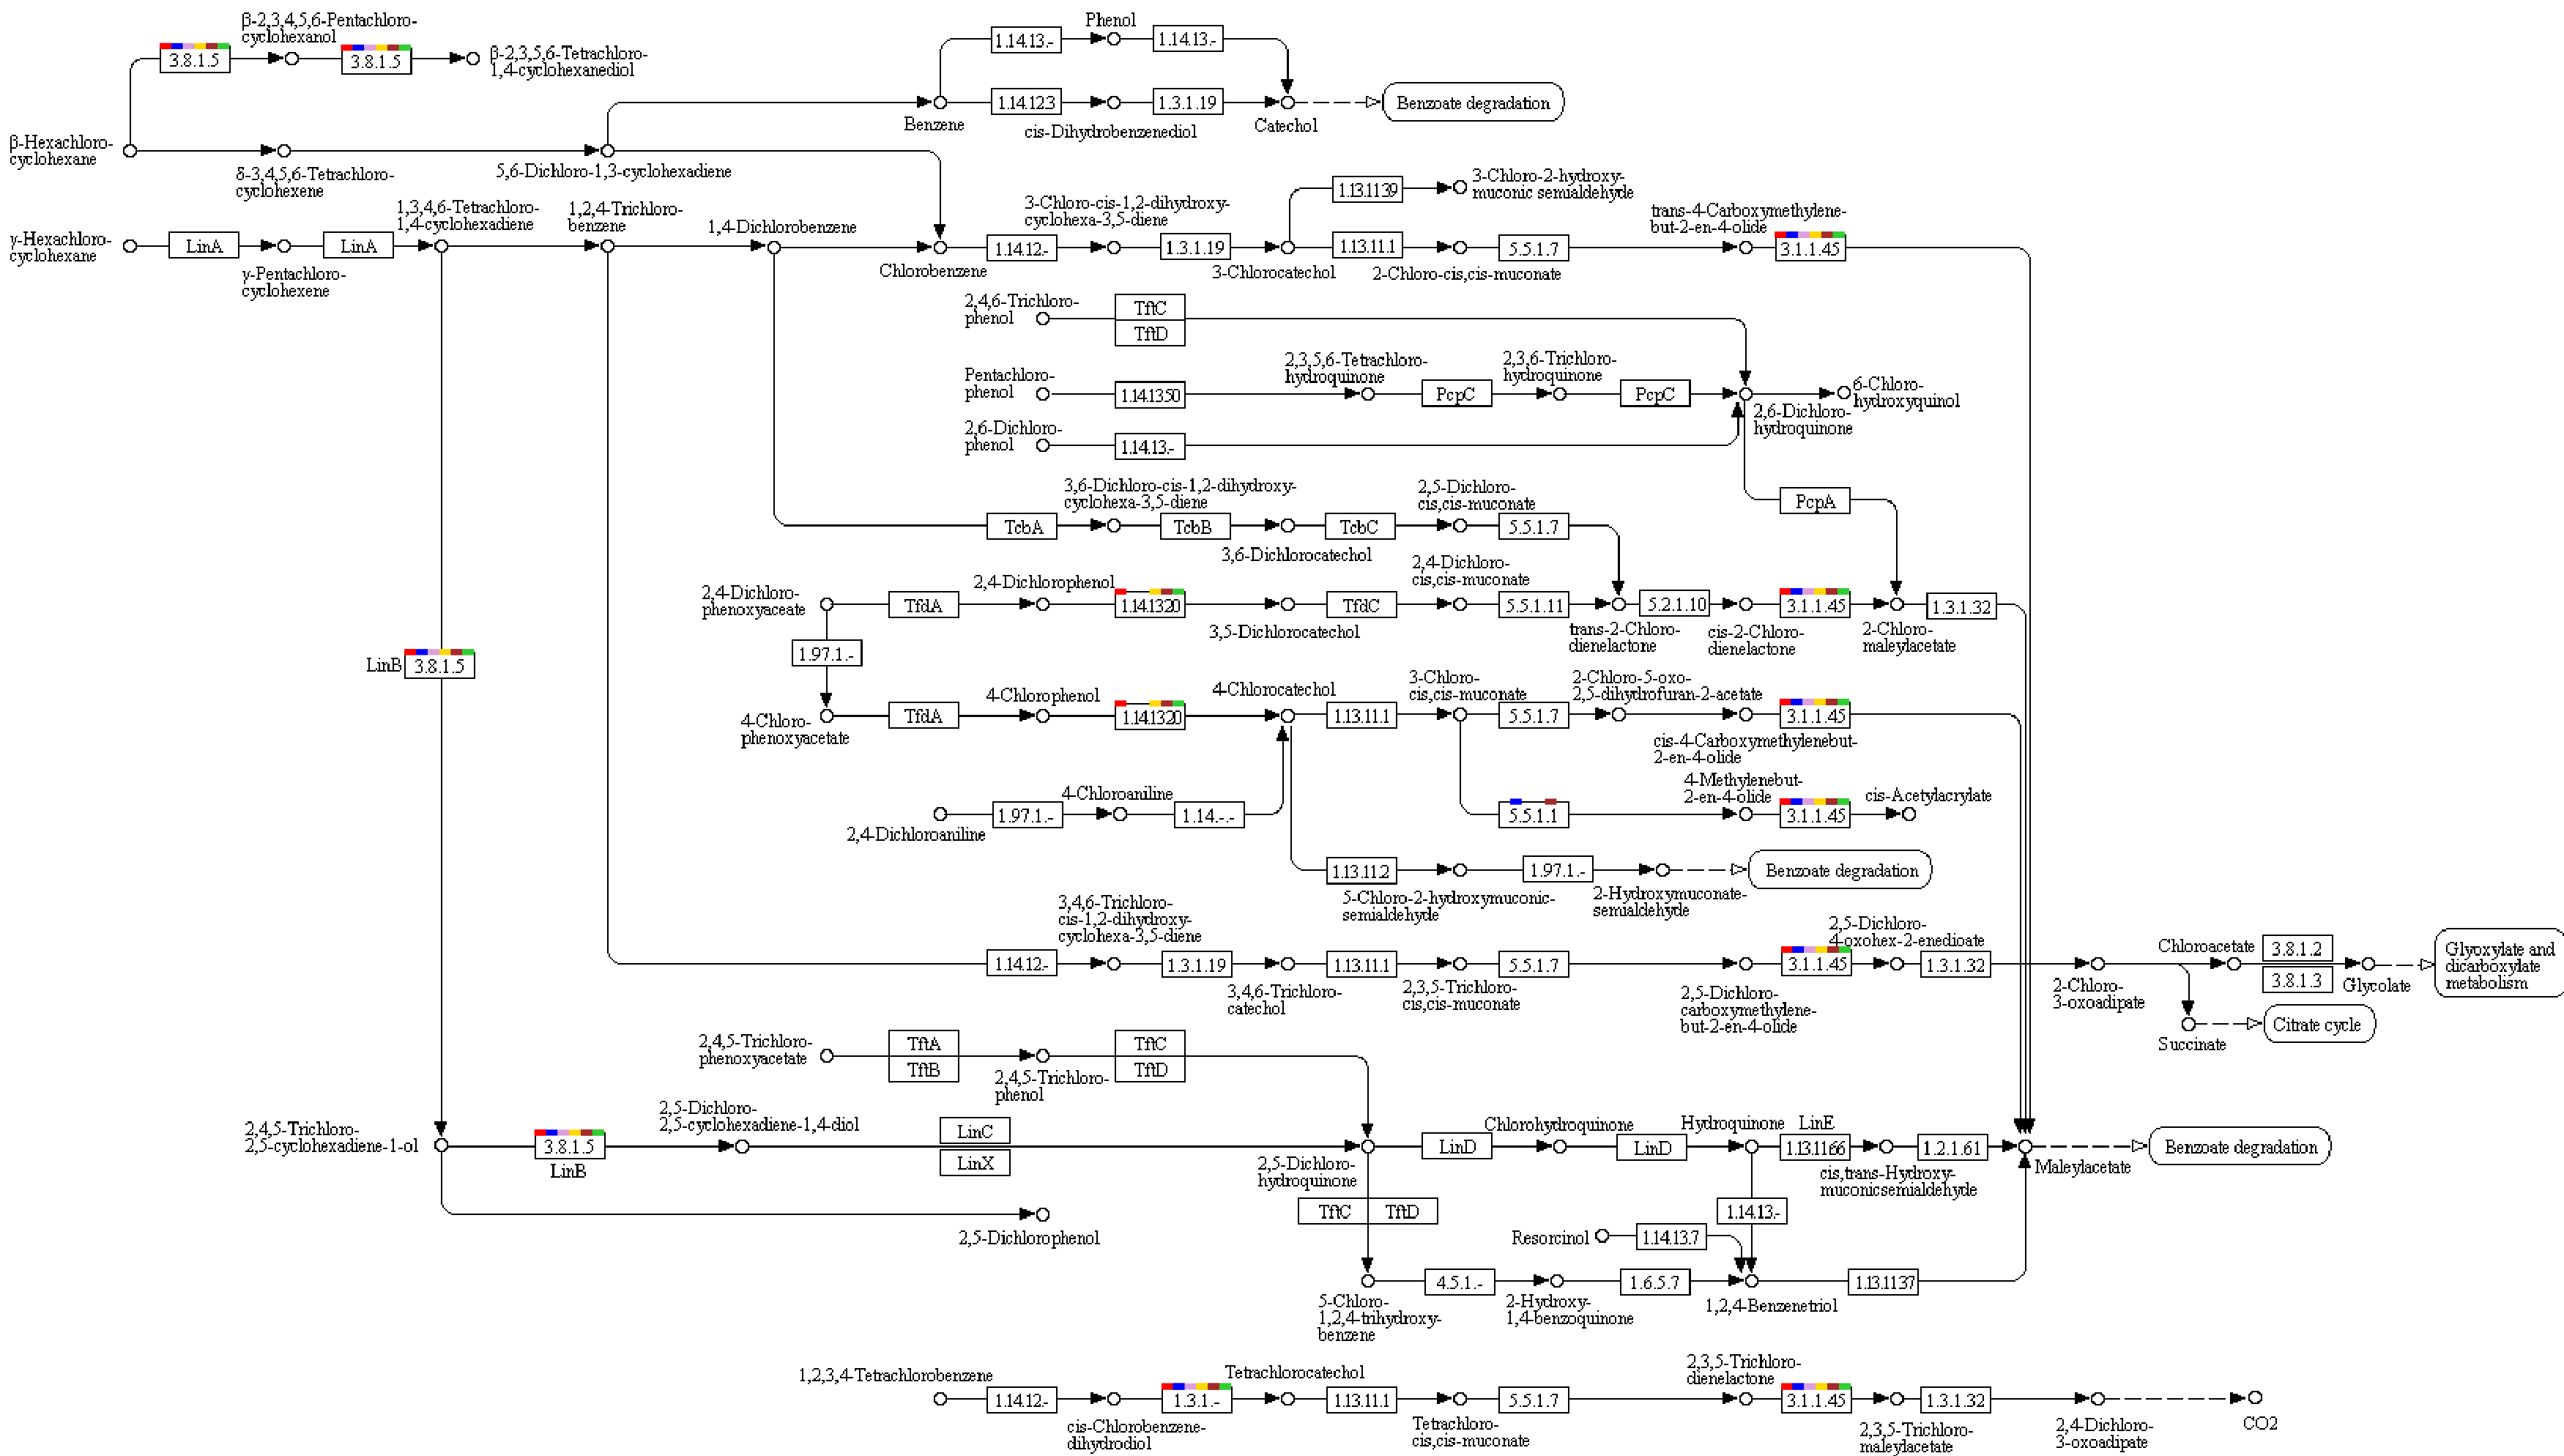 β-2,3,4,5,6-Pentachloro-
cyclohexanol
3.8.1.5
3.8.1.5
β-2,3,5,6-Tetrachloro-
1,4-cyclohexanediol
Phenol
1.14.13.-
1.14.13.-
Benzene
1.14.12.3
cis-Dihydrobenzenediol
1.3.1.19
Catechol
Benzoate degradation
β-Hexachloro-
cyclohexane
δ-3,4,5,6-Tetrachloro-
cyclohexene
5,6-Dichloro-1,3-cyclohexadiene
γ-Hexachloro-
cyclohexane
LinA
γ-Pentachloro-
cyclohexene
LinA
1,3,4,6-Tetrachloro-
1,4-cyclohexadiene
1,2,4-Trichloro-
benzene
1,4-Dichlorobenzene
Chlorobenzene
1.14.12.-
3-Chloro-cis-1,2-dihydroxy-
cyclohexa-3,5-diene
1.3.1.19
3-Chlorocatechol
1.13.11.39
3-Chloro-2-hydroxy-
muconic semialdehyde
1.13.11.1
2-Chloro-cis,cis-muconate
5.5.1.7
trans-4-Carboxymethylene-
but-2-en-4-olide
3.1.1.45
2,4,6-Trichloro-
phenol
TftC
TftD
Pentachloro-
phenol
1.14.13.50
2,3,5,6-Tetrachloro-
hydroquinone
PcpC
2,3,6-Trichloro-
hydroquinone
PcpC
2,6-Dichloro-
hydroquinone
6-Chloro-
hydroxyquinol
2,6-Dichloro-
phenol
1.14.13.-
PcpA
TcbA
3,6-Dichloro-cis-1,2-dihydroxy-
cyclohexa-3,5-diene
TcbB
3,6-Dichlorocatechol
TcbC
2,5-Dichloro-
cis,cis-muconate
5.5.1.7
2,4-Dichloro-
phenoxyaceate
TfdA
2,4-Dichlorophenol
1.14.13.20
3,5-Dichlorocatechol
TfdC
2,4-Dichloro-
cis,cis-muconate
5.5.1.11
trans-2-Chloro-
dienelactone
5.2.1.10
cis-2-Chloro-
dienelactone
3.1.1.45
2-Chloro-
maleylacetate
1.3.1.32
1.97.1.-
LinB
3.8.1.5
4-Chloro-
phenoxyacetate
TfdA
4-Chlorophenol
1.14.13.20
4-Chlorocatechol
1.13.11.1
3-Chloro-
cis,cis-muconate
5.5.1.7
2-Chloro-5-oxo-
2,5-dihydrofuran-2-acetate
3.1.1.45
cis-4-Carboxymethylenebut-
2-en-4-olide
2,4-Dichloroaniline
1.97.1.-
4-Chloroaniline
1.14.-.-
5.5.1.1
4-Methylenebut-
2-en-4-olide
3.1.1.45
cis-Acetylacrylate
1.13.11.2
5-Chloro-2-hydroxymuconic-
semialdehyde
1.97.1.-
2-Hydroxymuconate-
semialdehyde
Benzoate degradation
1.14.12.-
3,4,6-Trichloro-
cis-1,2-dihydroxy-
cyclohexa-3,5-diene
1.3.1.19
3,4,6-Trichloro-
catechol
1.13.11.1
2,3,5-Trichloro-
cis,cis-muconate
5.5.1.7
2,5-Dichloro-
carboxymethylene-
but-2-en-4-olide
3.1.1.45
2,5-Dichloro-
4-oxohex-2-enedioate
1.3.1.32
2-Chloro-
3-oxoadipate
Chloroacetate
3.8.1.2
3.8.1.3
Glycolate
Glyoxylate and
dicarboxylate
metabolism
Succinate
Citrate cycle
2,4,5-Trichloro-
phenoxyacetate
TftA
TftB
2,4,5-Trichloro-
phenol
TftC
TftD
2,4,5-Trichloro-
2,5-cyclohexadiene-1-ol
3.8.1.5
LinB
2,5-Dichloro-
2,5-cyclohexadiene-1,4-diol
LinC
LinX
2,5-Dichloro-
hydroquinone
LinD
Chlorohydroquinone
LinD
Hydroquinone
LinE
1.13.11.66
cis,trans-Hydroxy-
muconicsemialdehyde
1.2.1.61
Maleylacetate
Benzoate degradation
2,5-Dichlorophenol
TftC
TftD
1.14.13.-
Resorcinol
1.14.13.7
5-Chloro-
1,2,4-trihydroxy-
benzene
4.5.1.-
2-Hydroxy-
1,4-benzoquinone
1.6.5.7
1,2,4-Benzenetriol
1.13.11.37
1,2,3,4-Tetrachlorobenzene
1.14.12.-
cis-Chlorobenzene-
dihydrodiol
1.3.1.-
Tetrachlorocatechol
1.13.11.1
Tetrachloro-
cis,cis-muconate
5.5.1.7
2,3,5-Trichloro-
dienelactone
3.1.1.45
2,3,5-Trichloro-
maleylacetate
1.3.1.32
2,4-Dichloro-
3-oxoadipate
CO2